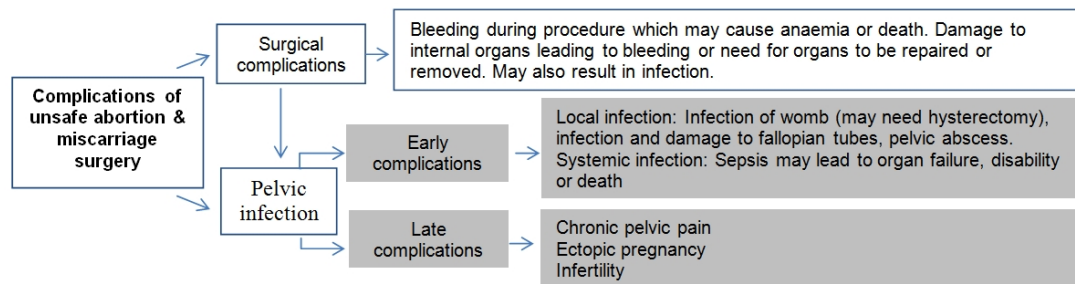 Complications of
unsafe abortion &
miscarriage
surgery
Surgical
complications
Bleeding during procedure which may cause anaemia or death. Damage to
internal organs leading to bleeding or need for organs to be repaired or
removed. May also result in infection.
Pelvic
infection
Early
complications
Local infection: Infection of womb (may need hysterectomy),
infection and damage to fallopian tubes, pelvic abscess.
Systemic infection: Sepsis may lead to organ failure, disability
or death
Late
complications
Chronic pelvic pain
Ectopic pregnancy
Infertility